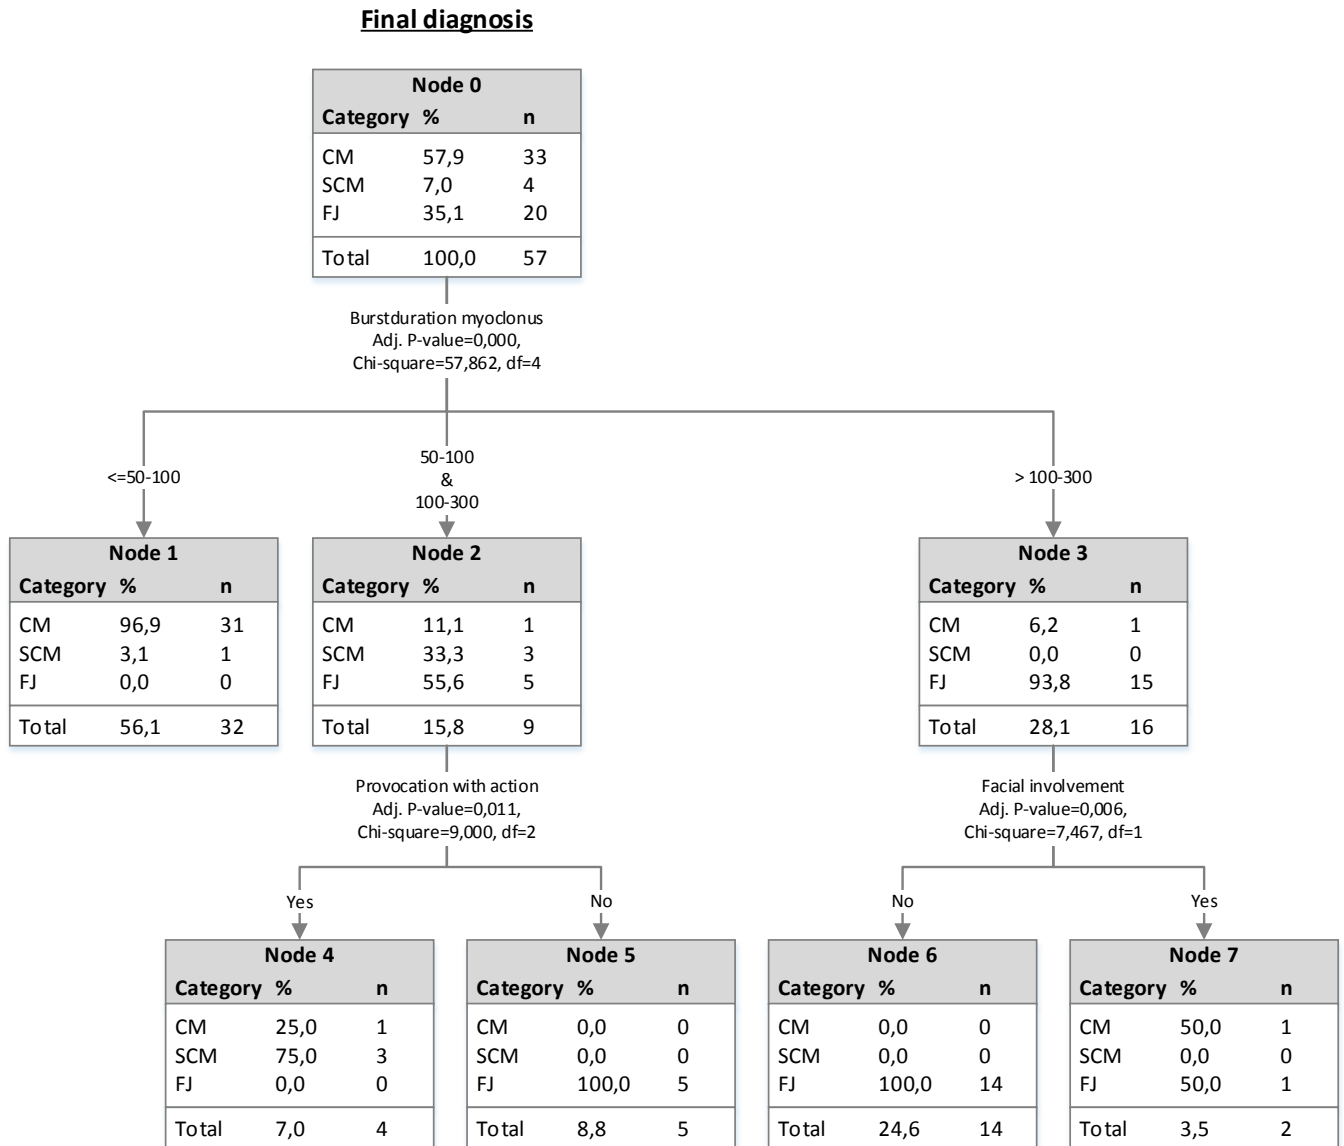 Final diagnosis
Node 0
Category % n
CM 57,9 33
SCM 7,0 4
FJ 35,1 20
Total 100,0 57
Burstduration myoclonus
Adj. P-value=0,000,
Chi-square=57,862, df=4
<=50-100
50-100
&
100-300
> 100-300
Node 1
Category % n
CM 96,9 31
SCM 3,1 1
FJ 0,0 0
Total 56,1 32
Node 2
Category % n
CM 11,1 1
SCM 33,3 3
FJ 55,6 5
Total 15,8 9
Node 3
Category % n
CM 6,2 1
SCM 0,0 0
FJ 93,8 15
Total 28,1 16
Provocation with action
Adj. P-value=0,011,
Chi-square=9,000, df=2
Facial involvement
Adj. P-value=0,006,
Chi-square=7,467, df=1
Yes
No
No
Yes
Node 4
Category % n
CM 25,0 1
SCM 75,0 3
FJ 0,0 0
Total 7,0 4
Node 5
Category % n
CM 0,0 0
SCM 0,0 0
FJ 100,0 5
Total 8,8 5
Node 6
Category % n
CM 0,0 0
SCM 0,0 0
FJ 100,0 14
Total 24,6 14
Node 7
Category % n
CM 50,0 1
SCM 0,0 0
FJ 50,0 1
Total 3,5 2